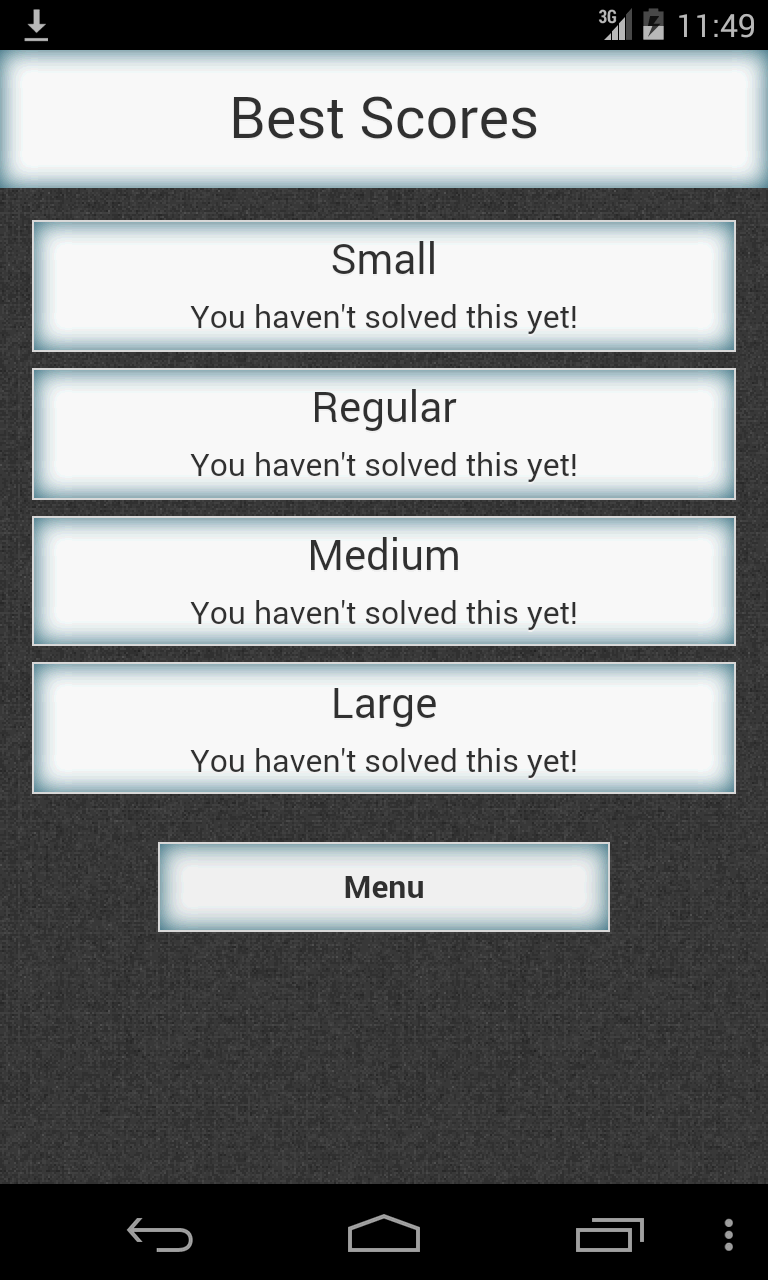 3G 11:49
Best Scores
Small
You haven't solved this yet!
Regular
You haven't solved this yet!
Medium
You haven't solved this yet!
Large
You haven't solved this yet!
Menu